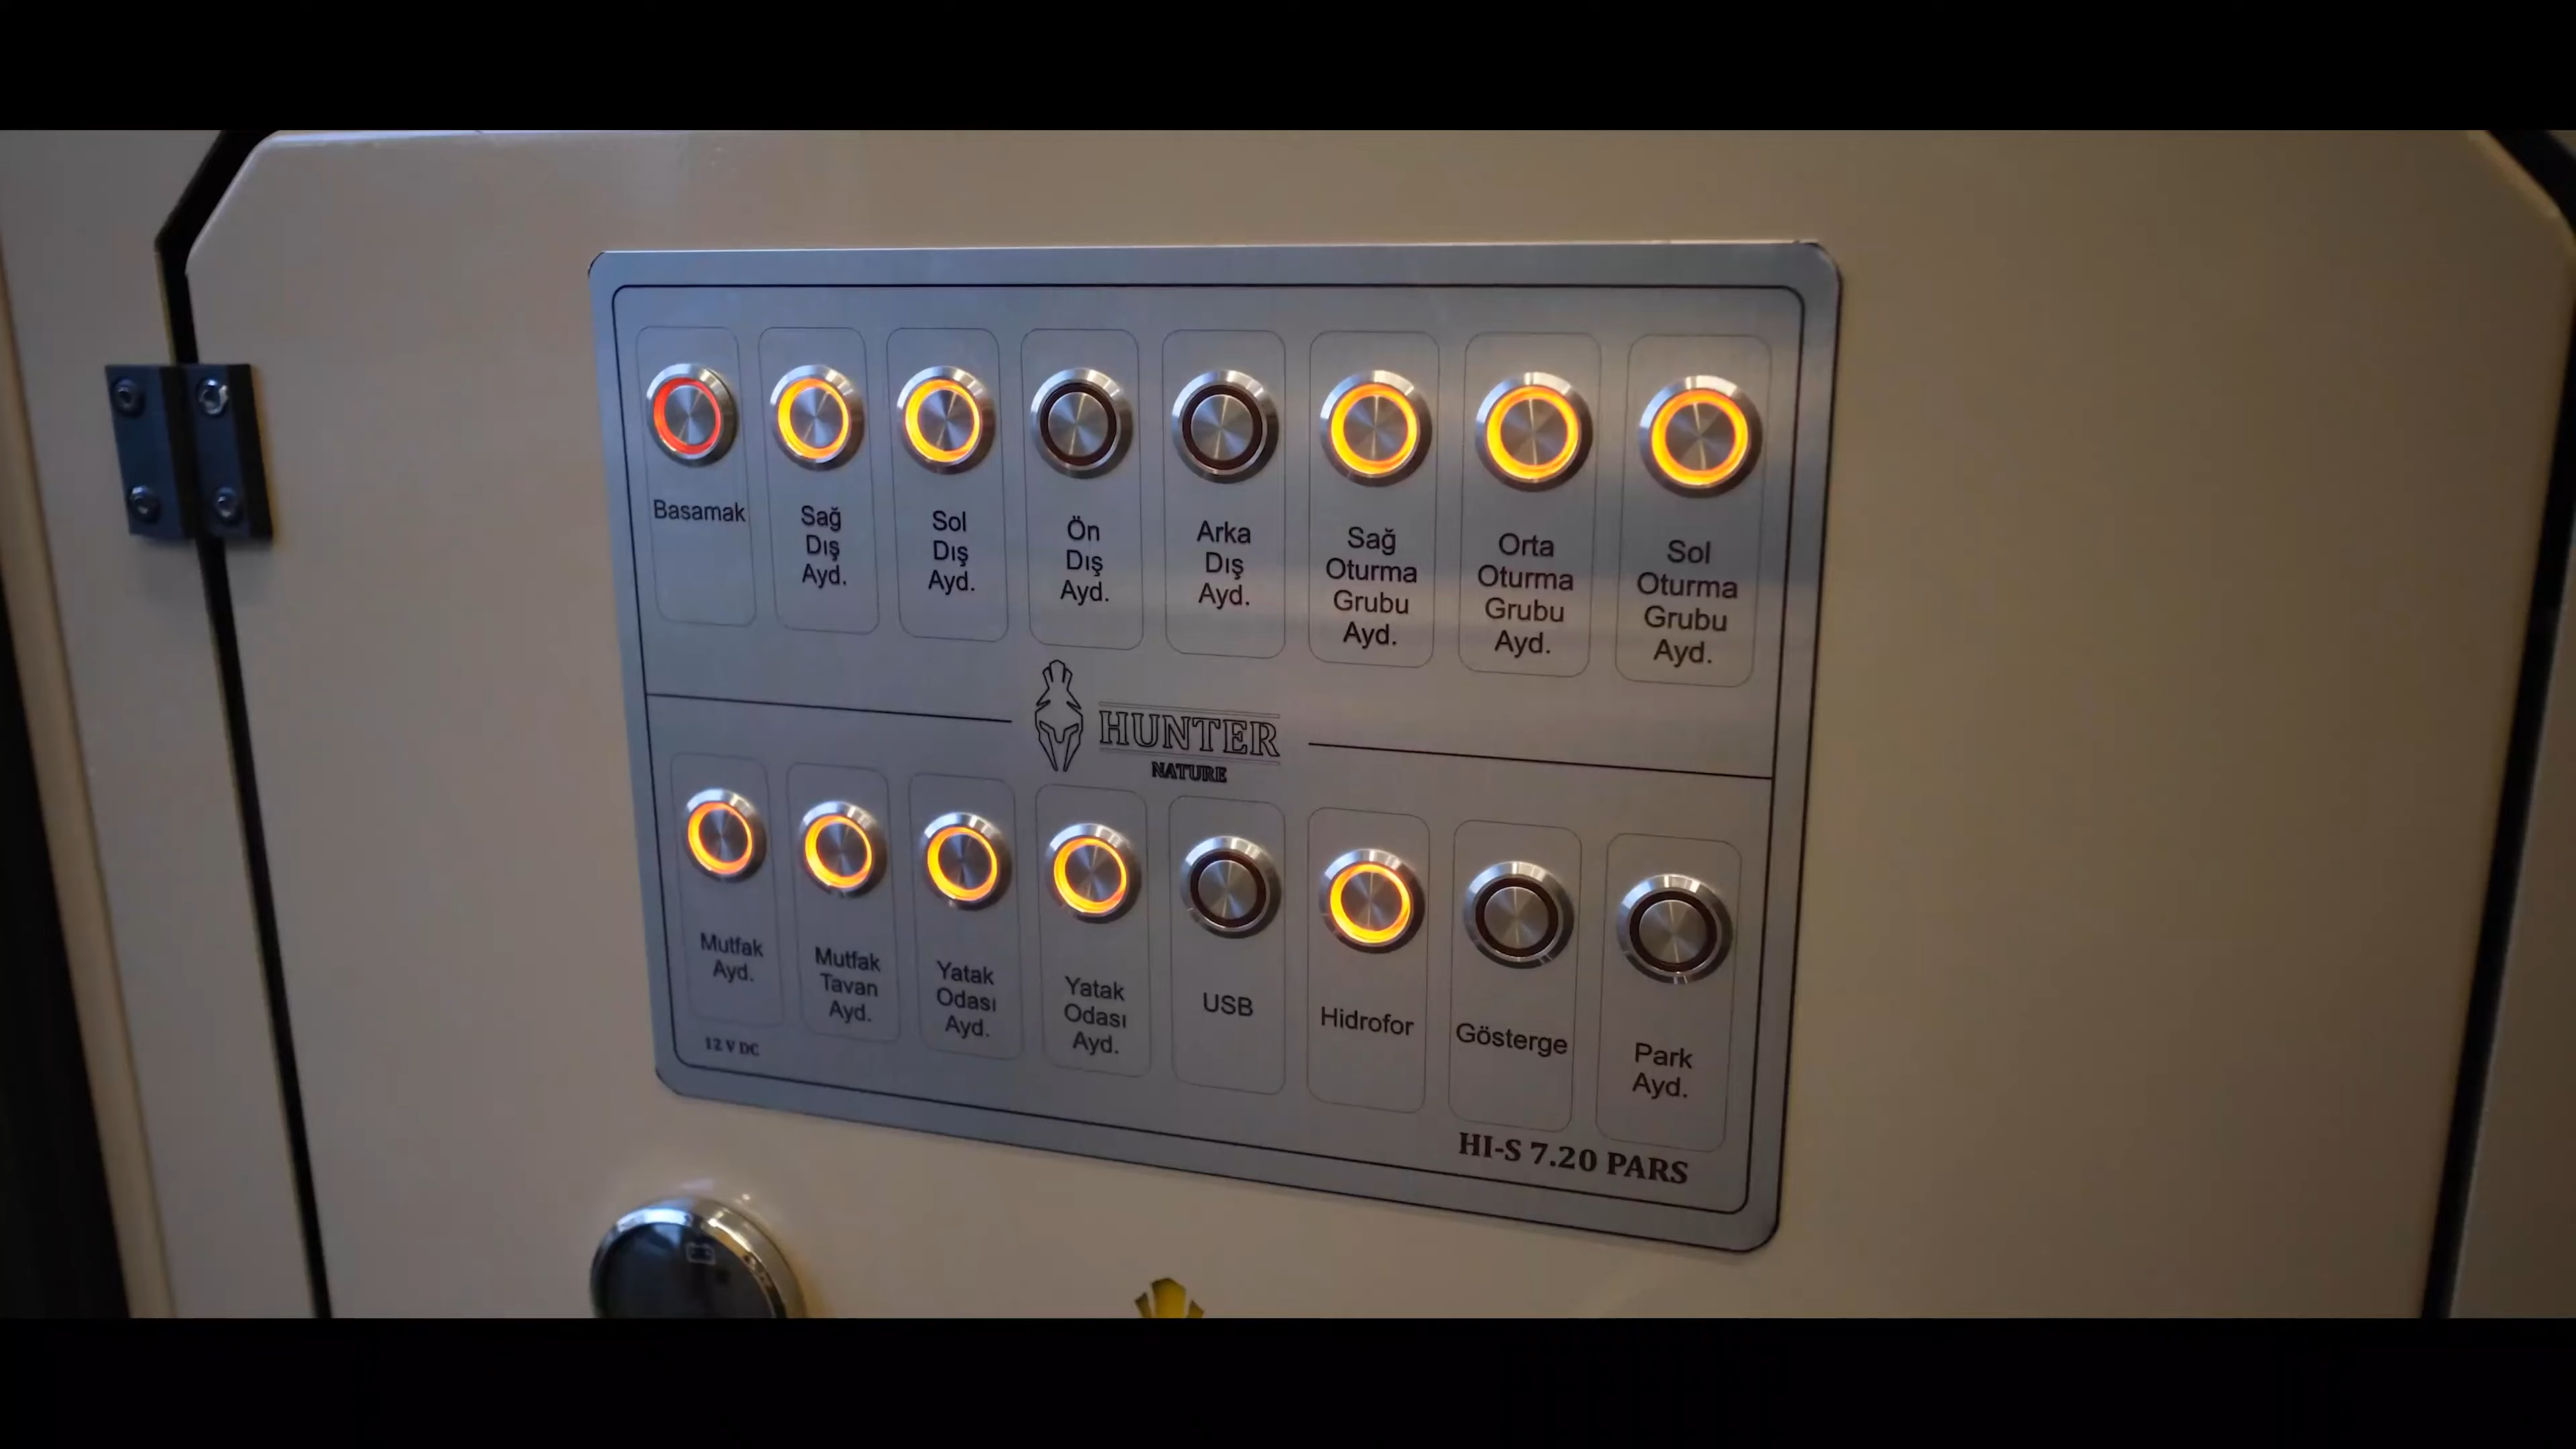 Basamak
Sağ
Dış
Ayd.
Sol
Dış
Ayd.
Ön
Dış
Ayd.
Arka
Dış
Ayd.
Sağ
Oturma
Grubu
Ayd.
Orta
Oturma
Grubu
Ayd.
Sol
Oturma
Grubu
Ayd.
HUNTER
NATURE
Mutfak
Ayd.
Mutfak
Tavan
Ayd.
Yatak
Odası
Ayd.
Yatak
Odası
Ayd.
USB
Hidrofor
Gösterge
Park
Ayd.
12 V DC
HI-S 7.20 PARS